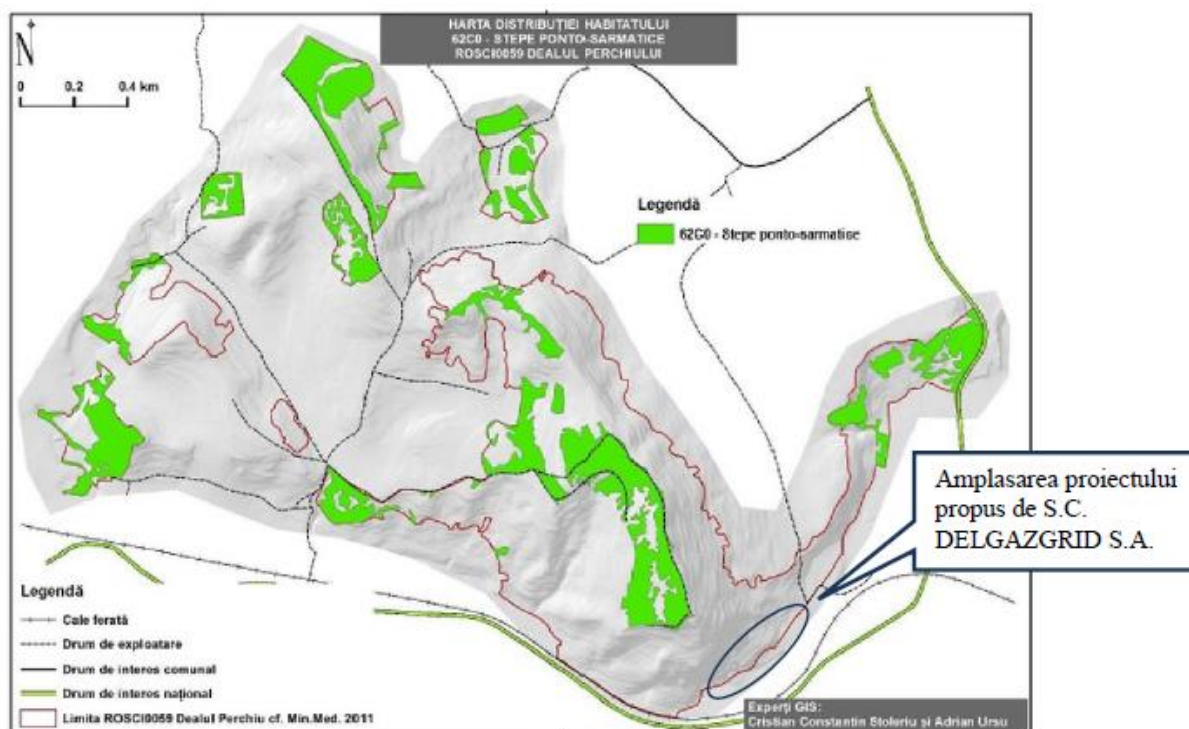 HARTA DISTRIBUȚIEI HABITATULUI
62C0 - STEPE PONTO-SARMATICE
ROSCI0059 DEALUL PERCHIULUI
N
0 0.2 0.4 km
Legendă
62C0 - Stepe ponto-sarmatice
Amplasarea proiectului
propus de S.C.
DELGAZGRID S.A.
Legendă
Cale ferată
Drum de exploatare
Drum de interes comunal
Drum de interes național
Limita ROSCI0059 Dealul Perchiu cf. Min.Med. 2011
Experți GIS:
Cristian Constantin Stoleriu și Adrian Ursu